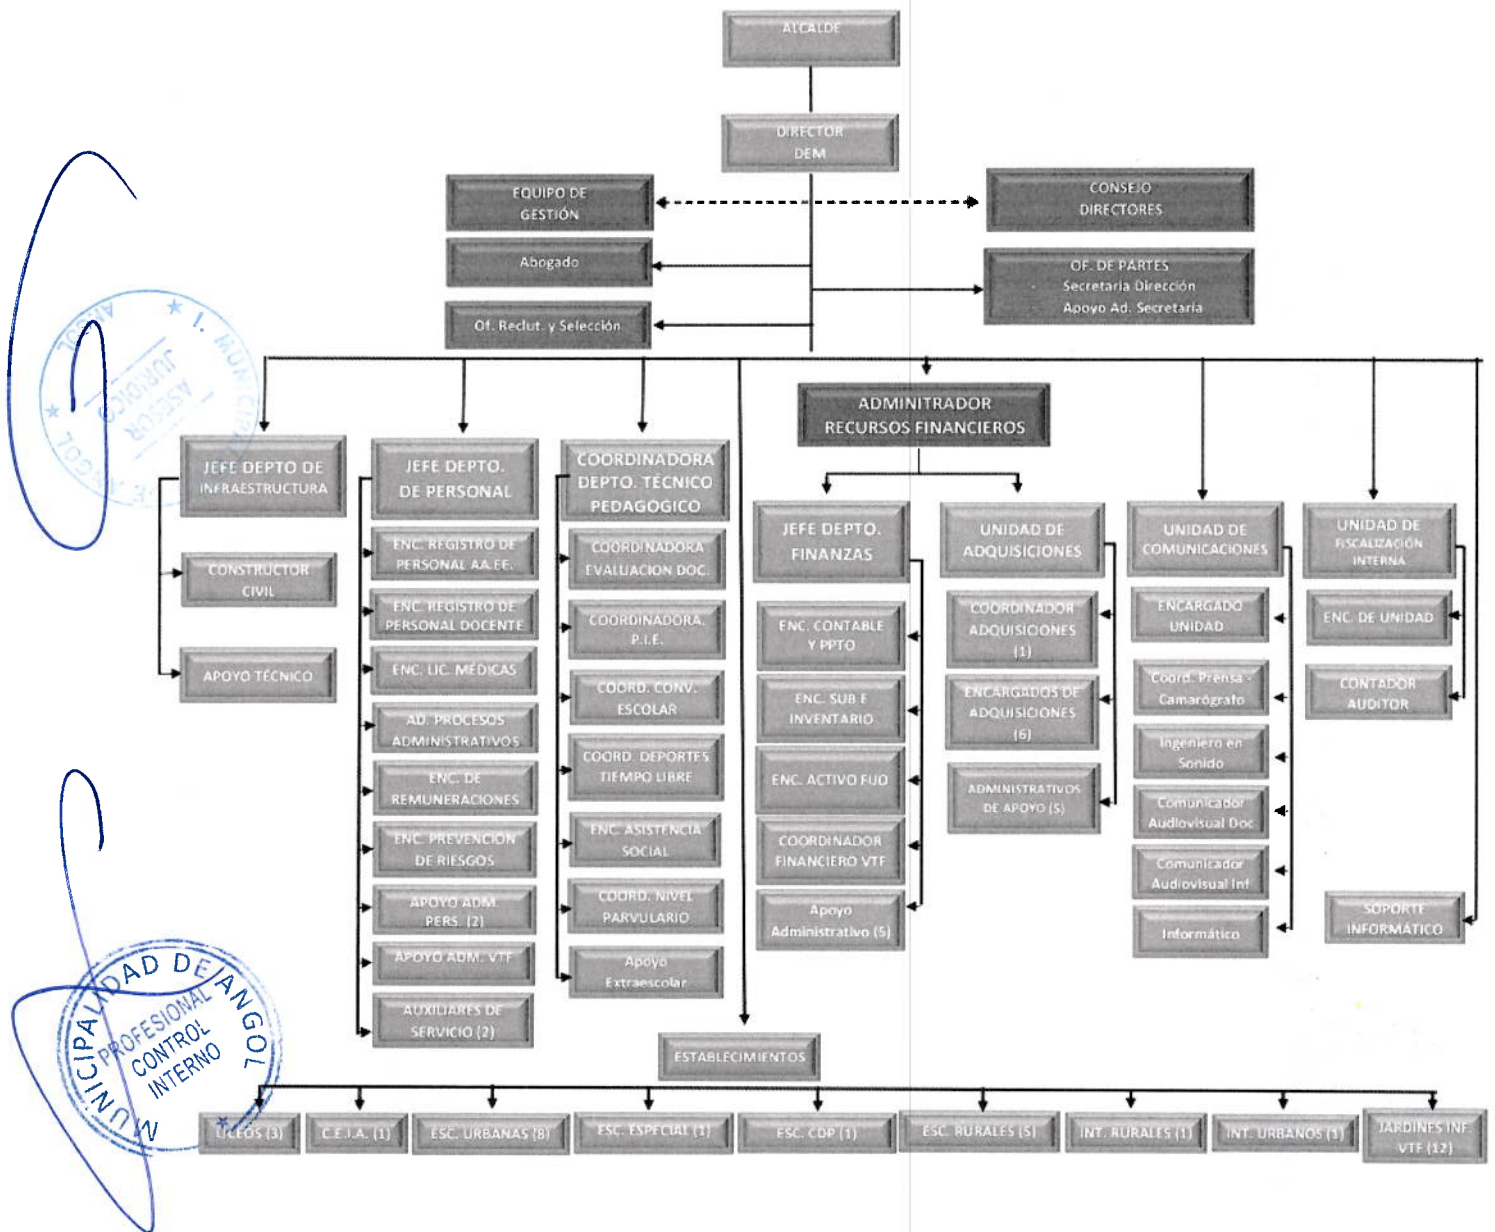 ALCALDE
DIRECTOR
DEM
EQUIPO DE
GESTIÓN
CONSEJO
DIRECTORES
Abogado
OF. DE PARTES
- Secretaria Dirección
Apoyo Ad. Secretaria
Of. Reclut. y Selección
ADMINITRADOR
RECURSOS FINANCIEROS
JEFE DEPTO DE
INFRAESTRUCTURA
CONSTRUCTOR
CIVIL
APOYO TÉCNICO
JEFE DEPTO.
DE PERSONAL
ENC. REGISTRO DE
PERSONAL AA.EE.
ENC. REGISTRO DE
PERSONAL DOCENTE
ENC. LIC. MÉDICAS
AD. PROCESOS
ADMINISTRATIVOS
ENC. DE
REMUNERACIONES
ENC. PREVENCIÓN
DE RIESGOS
APOYO ADM.
PERS. (2)
APOYO ADM. VTF
AUXILIARES DE
SERVICIO (2)
COORDINADORA
DEPTO. TÉCNICO
PEDAGOGICO
COORDINADORA
EVALUACION DOC.
COORDINADORA.
P.I.E.
COORD. CONV.
ESCOLAR
COORD. DEPORTES
TIEMPO LIBRE
ENC. ASISTENCIA
SOCIAL
COORD. NIVEL
PARVULARIO
Apoyo
Extraescolar
JEFE DEPTO.
FINANZAS
ENC. CONTABLE
Y PPTO
ENC. SUB E
INVENTARIO
ENC. ACTIVO FIJO
COORDINADOR
FINANCIERO VTF
Apoyo
Administrativo (5)
UNIDAD DE
ADQUISICIONES
COORDINADOR
ADQUISICIONES
(1)
ENCARGADOS DE
ADQUISICIONES
(6)
ADMINISTRATIVOS
DE APOYO (5)
UNIDAD DE
COMUNICACIONES
ENCARGADO
UNIDAD
Coord. Prensa -
Camarógrafo
Ingeniero en
Sonido
Comunicador
Audiovisual Doc
Comunicador
Audiovisual Inf
Informático
UNIDAD DE
FISCALIZACIÓN
INTERNA
ENC. DE UNIDAD
CONTADOR
AUDITOR
SOPORTE
INFORMÁTICO
ESTABLECIMIENTOS
LICEOS (3)
C.E.I.A. (1)
ESC. URBANAS (8)
ESC. ESPECIAL (1)
ESC. CDP (1)
ESC. RURALES (5)
INT. RURALES (1)
INT. URBANOS (1)
JARDINES INF.
VTF (12)
ASESOR
JURIDICO
ANGOL
MUNICIPALIDAD DE ANGOL
PROFESIONAL
CONTROL
INTERNO